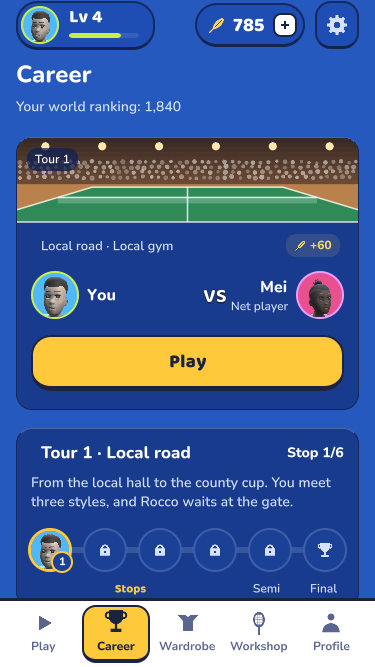 Lv 4
785
+
Career
Your world ranking: 1,840
Tour 1
Local road · Local gym
+60
You
VS
Mei
Net player
Play
Tour 1 · Local road
Stop 1/6
From the local hall to the county cup. You meet
three styles, and Rocco waits at the gate.
1
Stops
Semi
Final
Play
Career
Wardrobe
Workshop
Profile